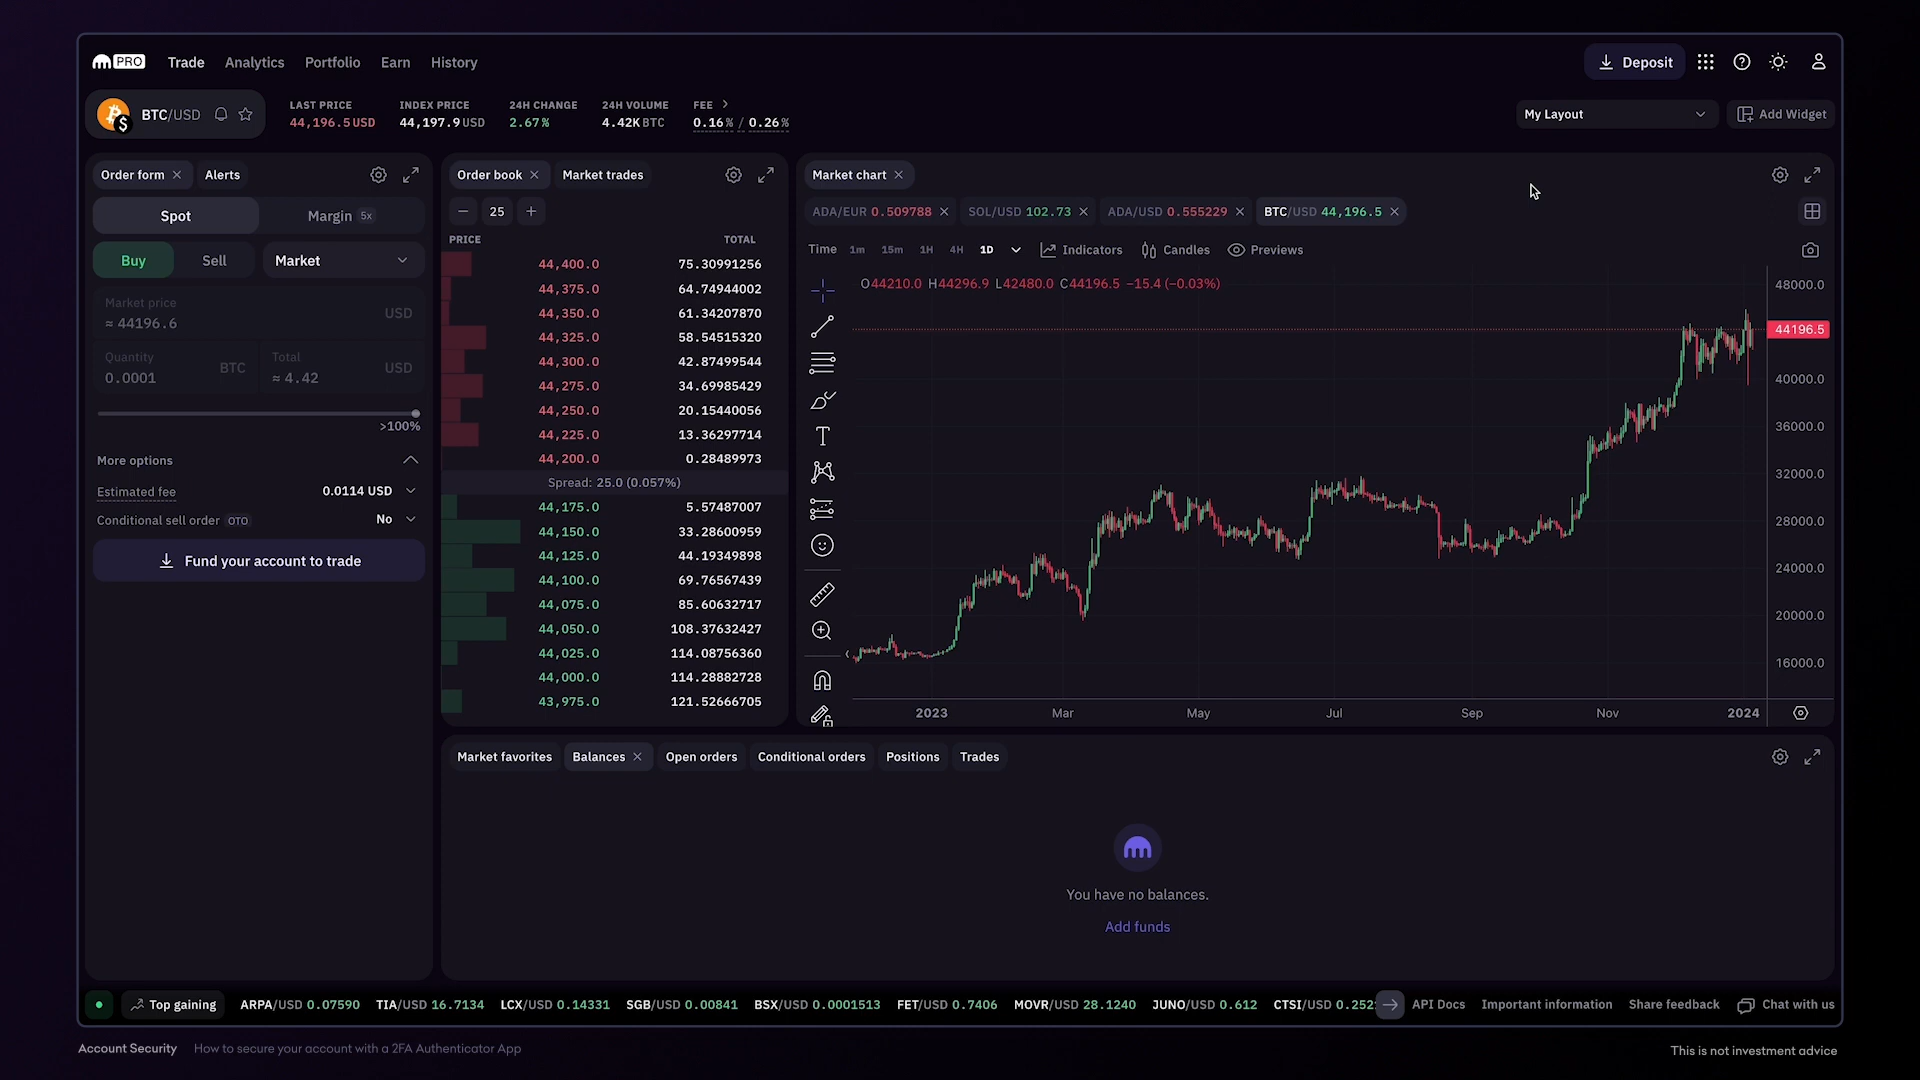 PRO Trade Analytics Portfolio Earn History Deposit
BTC/USD
LAST PRICE INDEX PRICE 24H CHANGE 24H VOLUME FEE
44,196.5 USD 44,197.9 USD 2.67% 4.42K BTC 0.16% / 0.26%
My Layout Add Widget
Order form Alerts
Spot Margin 5x
Buy Sell Market
Market price
≈ 44196.6 USD
Quantity Total
0.0001 BTC ≈ 4.42 USD
>100%
More options
Estimated fee 0.0114 USD
Conditional sell order OTO No
Fund your account to trade
Order book Market trades
25
PRICE TOTAL
44,400.0 75.30991256
44,375.0 64.74944002
44,350.0 61.34207870
44,325.0 58.54515320
44,300.0 42.87499544
44,275.0 34.69985429
44,250.0 20.15440056
44,225.0 13.36297714
44,200.0 0.28489973
Spread: 25.0 (0.057%)
44,175.0 5.57487007
44,150.0 33.28600959
44,125.0 44.19349898
44,100.0 69.76567439
44,075.0 85.60632717
44,050.0 108.37632427
44,025.0 114.08756360
44,000.0 114.28882728
43,975.0 121.52666705
Market chart
ADA/EUR 0.509788 SOL/USD 102.73 ADA/USD 0.555229 BTC/USD 44,196.5
Time 1m 15m 1H 4H 1D Indicators Candles Previews
O44210.0 H44296.9 L42480.0 C44196.5 −15.4 (−0.03%)
48000.0
44196.5
40000.0
36000.0
32000.0
28000.0
24000.0
20000.0
16000.0
2023 Mar May Jul Sep Nov 2024
Market favorites Balances Open orders Conditional orders Positions Trades
You have no balances.
Add funds
Top gaining ARPA/USD 0.07590 TIA/USD 16.7134 LCX/USD 0.14331 SGB/USD 0.00841 BSX/USD 0.0001513 FET/USD 0.7406 MOVR/USD 28.1240 JUNO/USD 0.612 CTSI/USD 0.252 API Docs Important information Share feedback Chat with us
Account Security How to secure your account with a 2FA Authenticator App
This is not investment advice